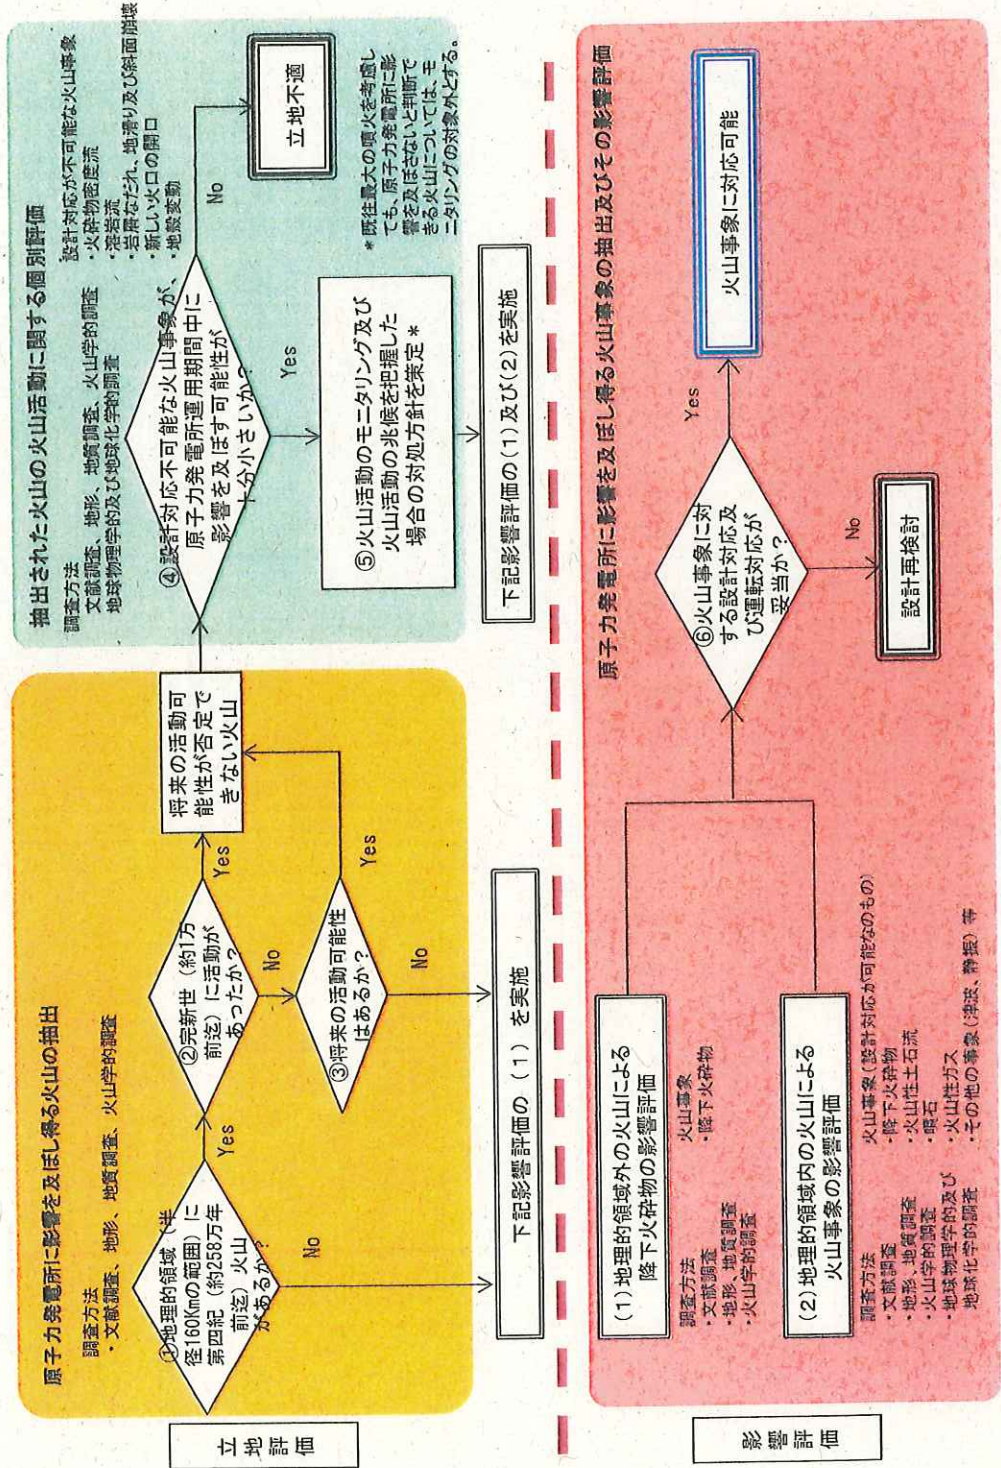 立地評価
原子力発電所に影響を及ぼし得る火山の抽出
調査方法
・文献調査、地形、地質調査、火山学的調査
①地理的領域（半
径160Kmの範囲）に
第四紀（約258万年
前迄）火山
があるか?
Yes
No
②完新世（約1万
前迄）に活動が
あったか?
Yes
No
③将来の活動可能性
はあるか?
Yes
No
将来の活動可
能性が否定で
きない火山
下記影響評価の（1）を実施
抽出された火山の火山活動に関する個別評価
調査方法
文献調査、地形、地質調査、火山学的調査
地球物理学的及び地球化学的調査
設計対応が不可能な火山事象
・火砕物密度流
・溶岩流
・岩屑なだれ、地滑り及び斜面崩壊
・新しい火口の開口
・地殻変動
④設計対応不可能な火山事象が、
原子力発電所運用期間中に
影響を及ぼす可能性が
十分小さいか?
No
Yes
立地不適
⑤火山活動のモニタリング及び
火山活動の兆候を把握した
場合の対処方針を策定*
*既往最大の噴火を考慮し
ても、原子力発電所に影
響を及ぼさないと判断で
きる火山については、モ
ニタリングの対象外とする。
下記影響評価の(1)及び(2)を実施
影響評価
原子力発電所に影響を及ぼし得る火山事象の抽出及びその影響評価
(1)地理的領域外の火山による
降下火砕物の影響評価
調査方法
・文献調査
・地形、地質調査
・火山学的調査
火山事象
・降下火砕物
(2)地理的領域内の火山による
火山事象の影響評価
調査方法
・文献調査
・地形、地質調査
・火山学的調査
・地球物理学的及び
地球化学的調査
火山事象(設計対応が可能なもの)
・降下火砕物
・火山性土石流
・噴石
・火山性ガス
・その他の事象(津波、静振)等
⑥火山事象に対
する設計対応及
び運転対応が
妥当か?
Yes
No
火山事象に対応可能
設計再検討